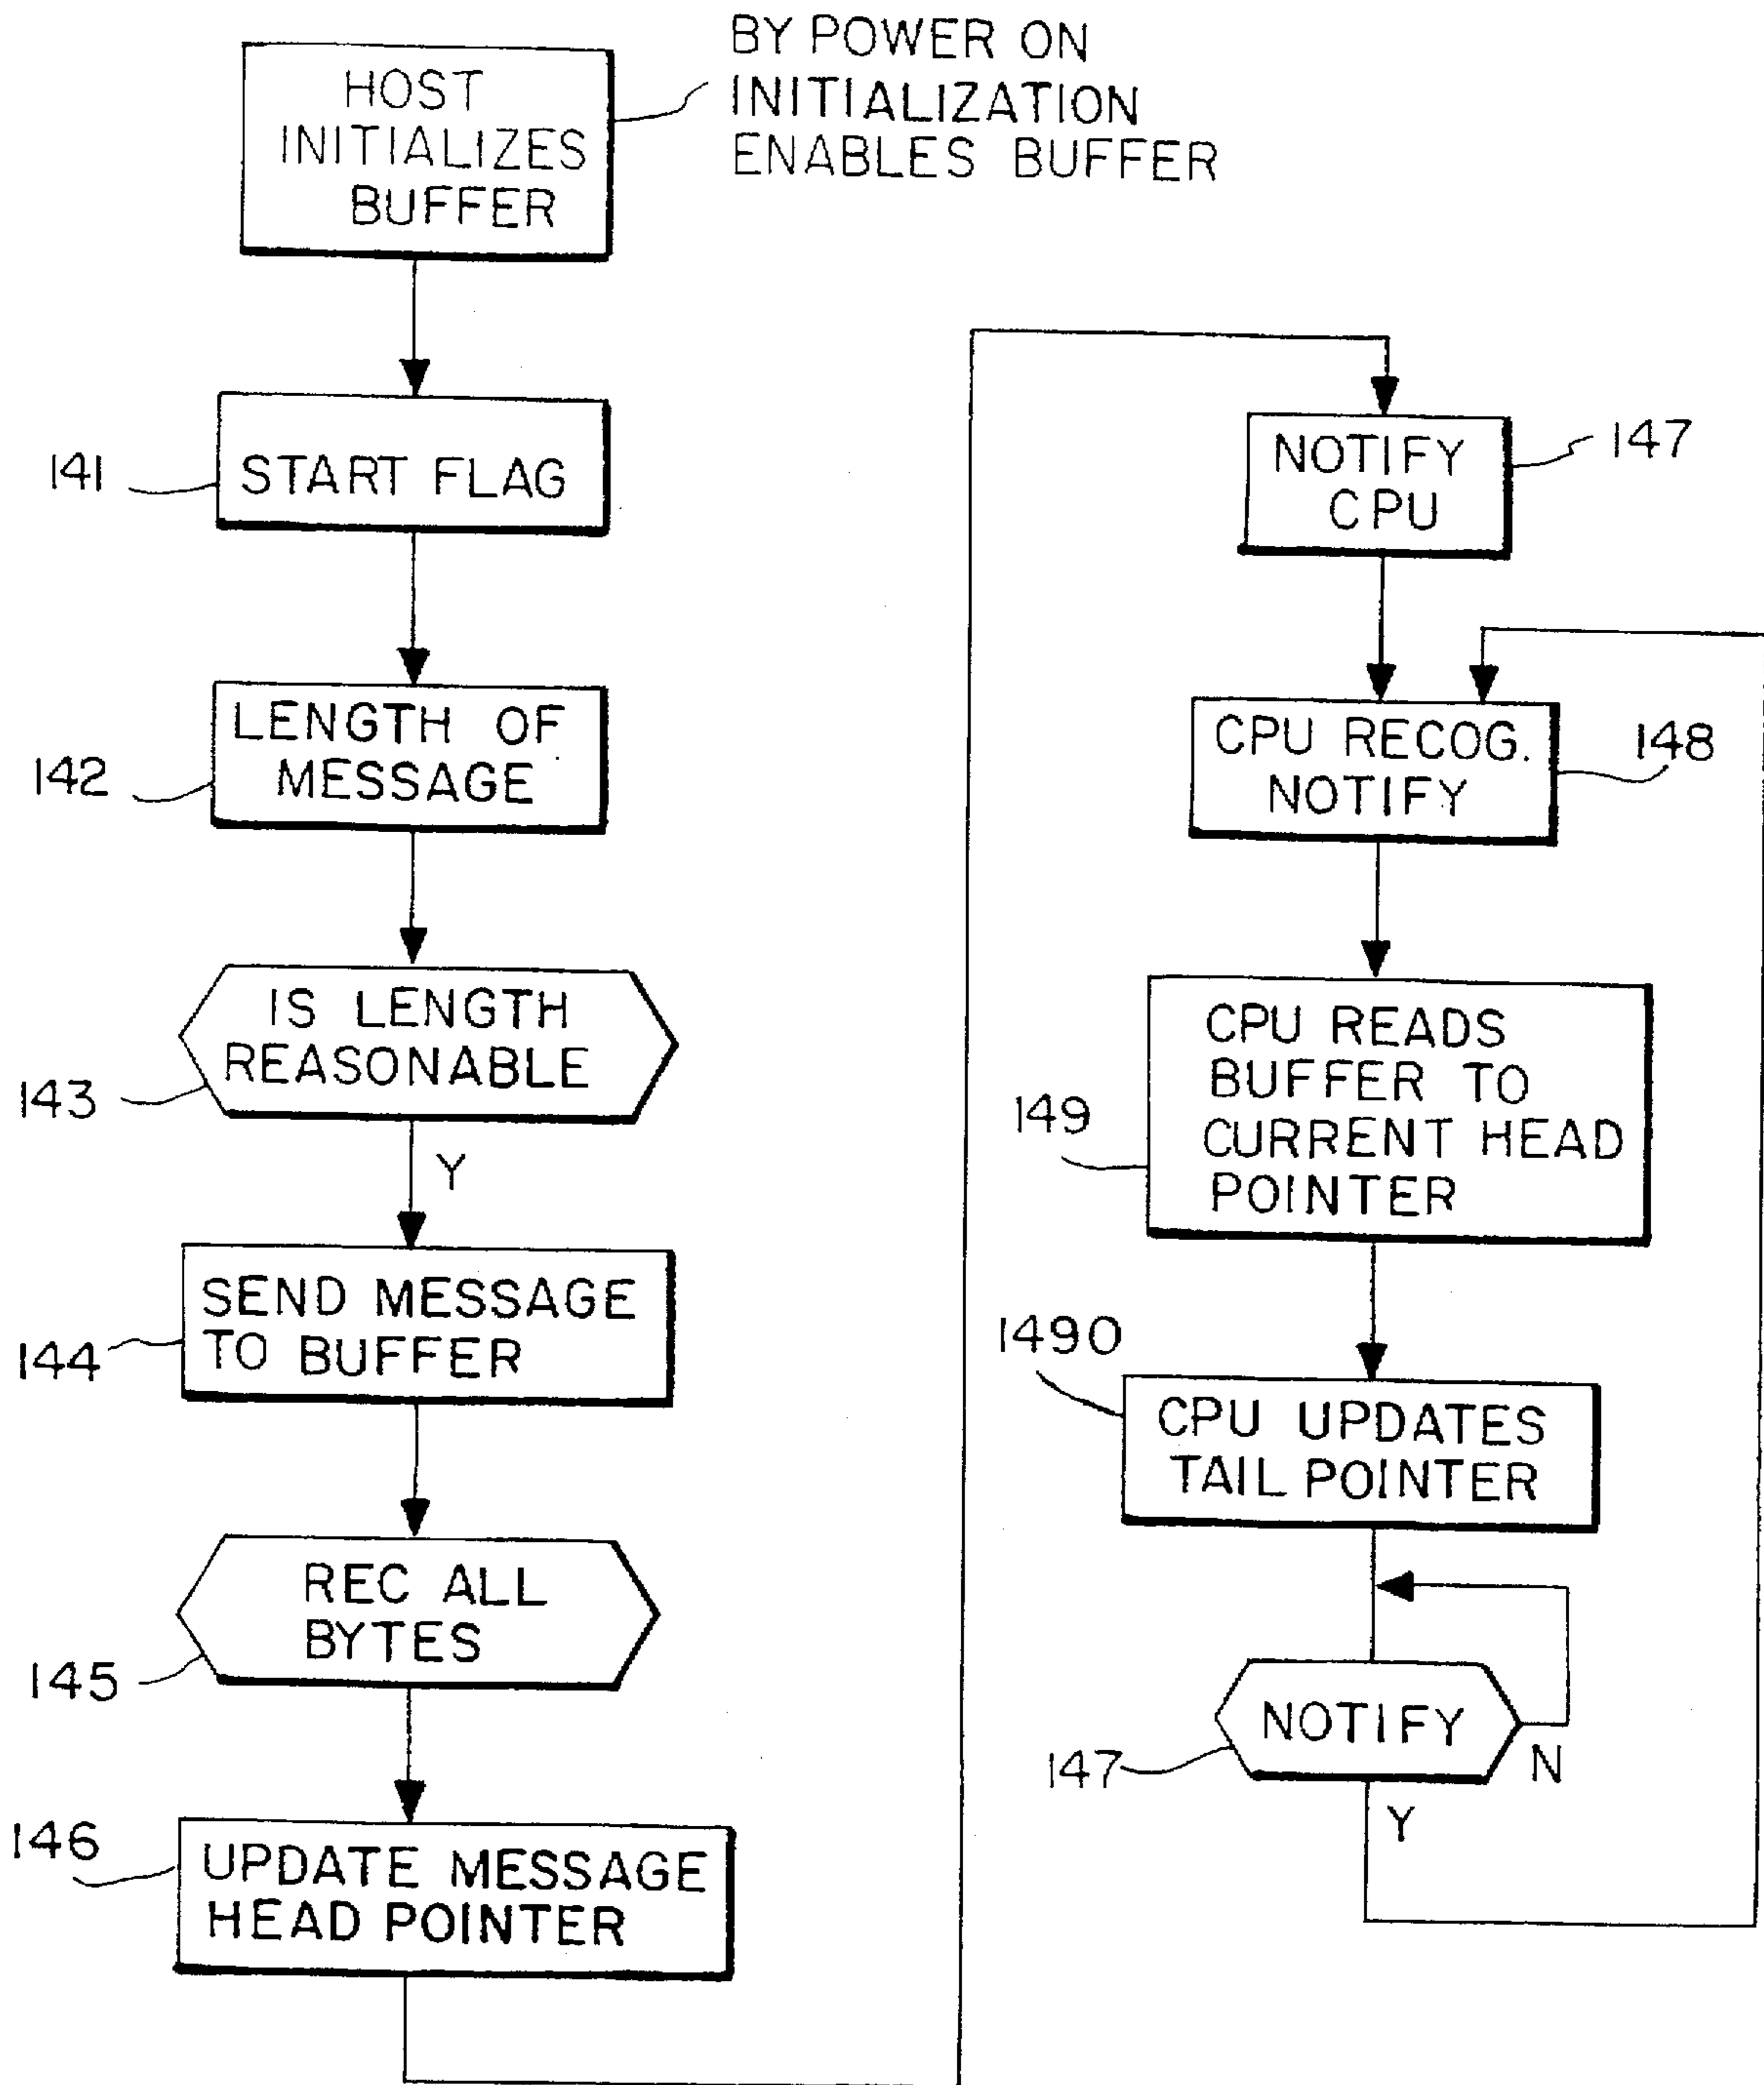 HOST
INITIALIZES
BUFFER
BY POWER ON
INITIALIZATION
ENABLES BUFFER
141
START FLAG
142
LENGTH OF
MESSAGE
143
IS LENGTH
REASONABLE
Y
144
SEND MESSAGE
TO BUFFER
145
REC ALL
BYTES
146
UPDATE MESSAGE
HEAD POINTER
NOTIFY
CPU
147
CPU RECOG.
NOTIFY
148
149
CPU READS
BUFFER TO
CURRENT HEAD
POINTER
1490
CPU UPDATES
TAIL POINTER
147
NOTIFY
N
Y